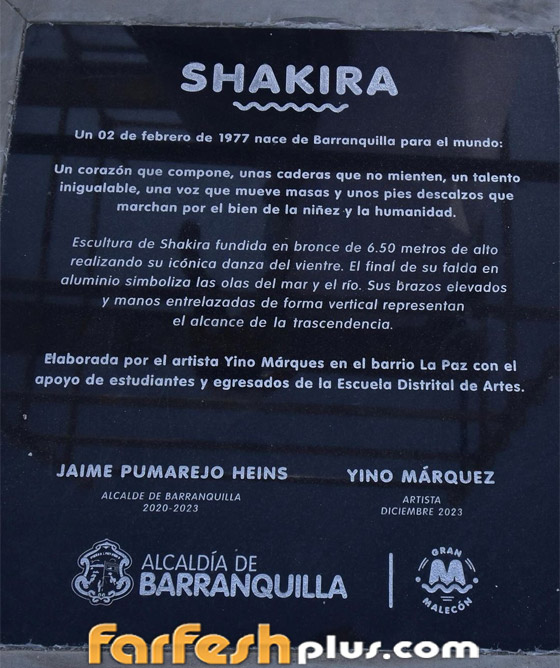 SHAKIRA
Un 02 de febrero de 1977 nace de Barranquilla para el mundo:
Un corazón que compone, unas caderas que no mienten, un talento
inigualable, una voz que mueve masas y unos pies descalzos que
marchan por el bien de la niñez y la humanidad.
Escultura de Shakira fundida en bronce de 6.50 metros de alto
realizando su icónica danza del vientre. El final de su falda en
aluminio simboliza las olas del mar y el río. Sus brazos elevados
y manos entrelazadas de forma vertical representan
el alcance de la trascendencia.
Elaborada por el artista Yino Márques en el barrio La Paz con el
apoyo de estudiantes y egresados de la Escuela Distrital de Artes.
JAIME PUMAREJO HEINS
ALCALDE DE BARRANQUILLA
2020-2023
YINO MÁRQUEZ
ARTISTA
DICIEMBRE 2023
ALCALDÍA DE
BARRANQUILLA
GRAN
MALECÓN
farfeshplus.com